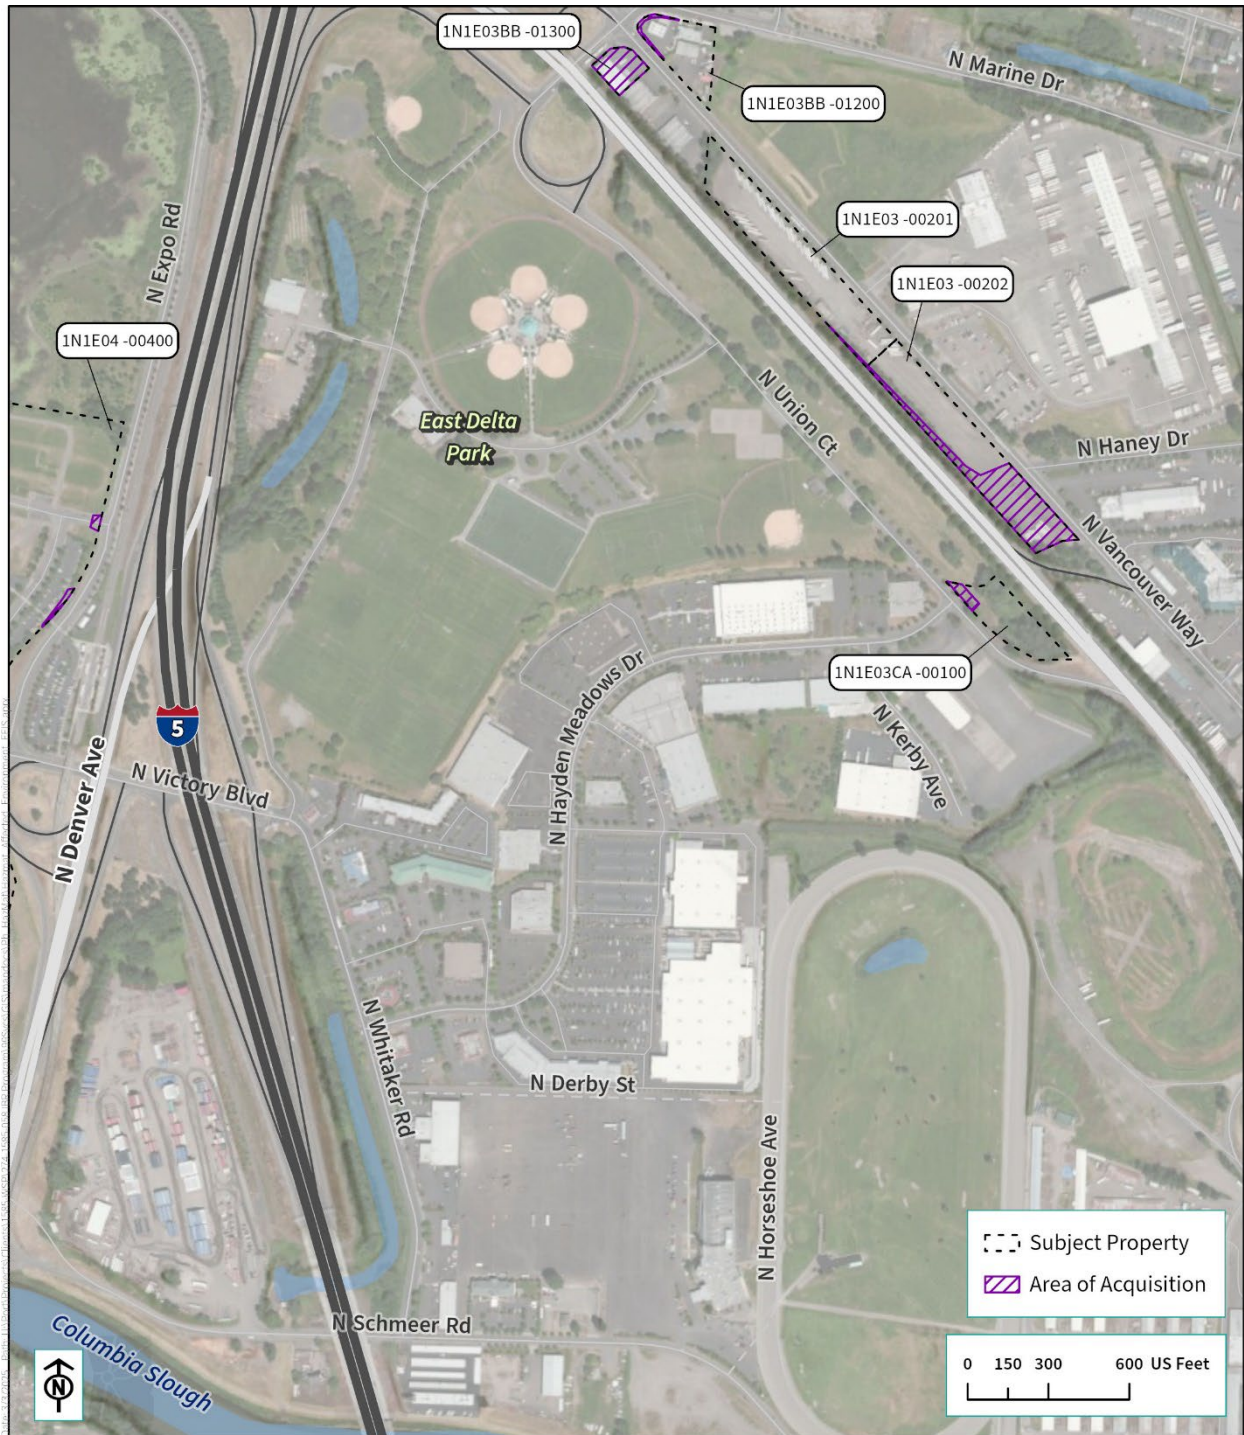 1N1E03BB -01300
N Marine Dr
1N1E03BB -01200
1N1E03 -00201
N Expo Rd
1N1E03 -00202
1N1E04 -00400
N Union Ct
East Delta
Park
N Haney Dr
N Vancouver Way
1N1E03CA -00100
N Hayden Meadows Dr
5
N Kerby Ave
N Victory Blvd
N Denver Ave
N Whitaker Rd
N Derby St
N Horseshoe Ave
Subject Property
Area of Acquisition
N Schmeer Rd
Columbia Slough
N
0 150 300 600 US Feet